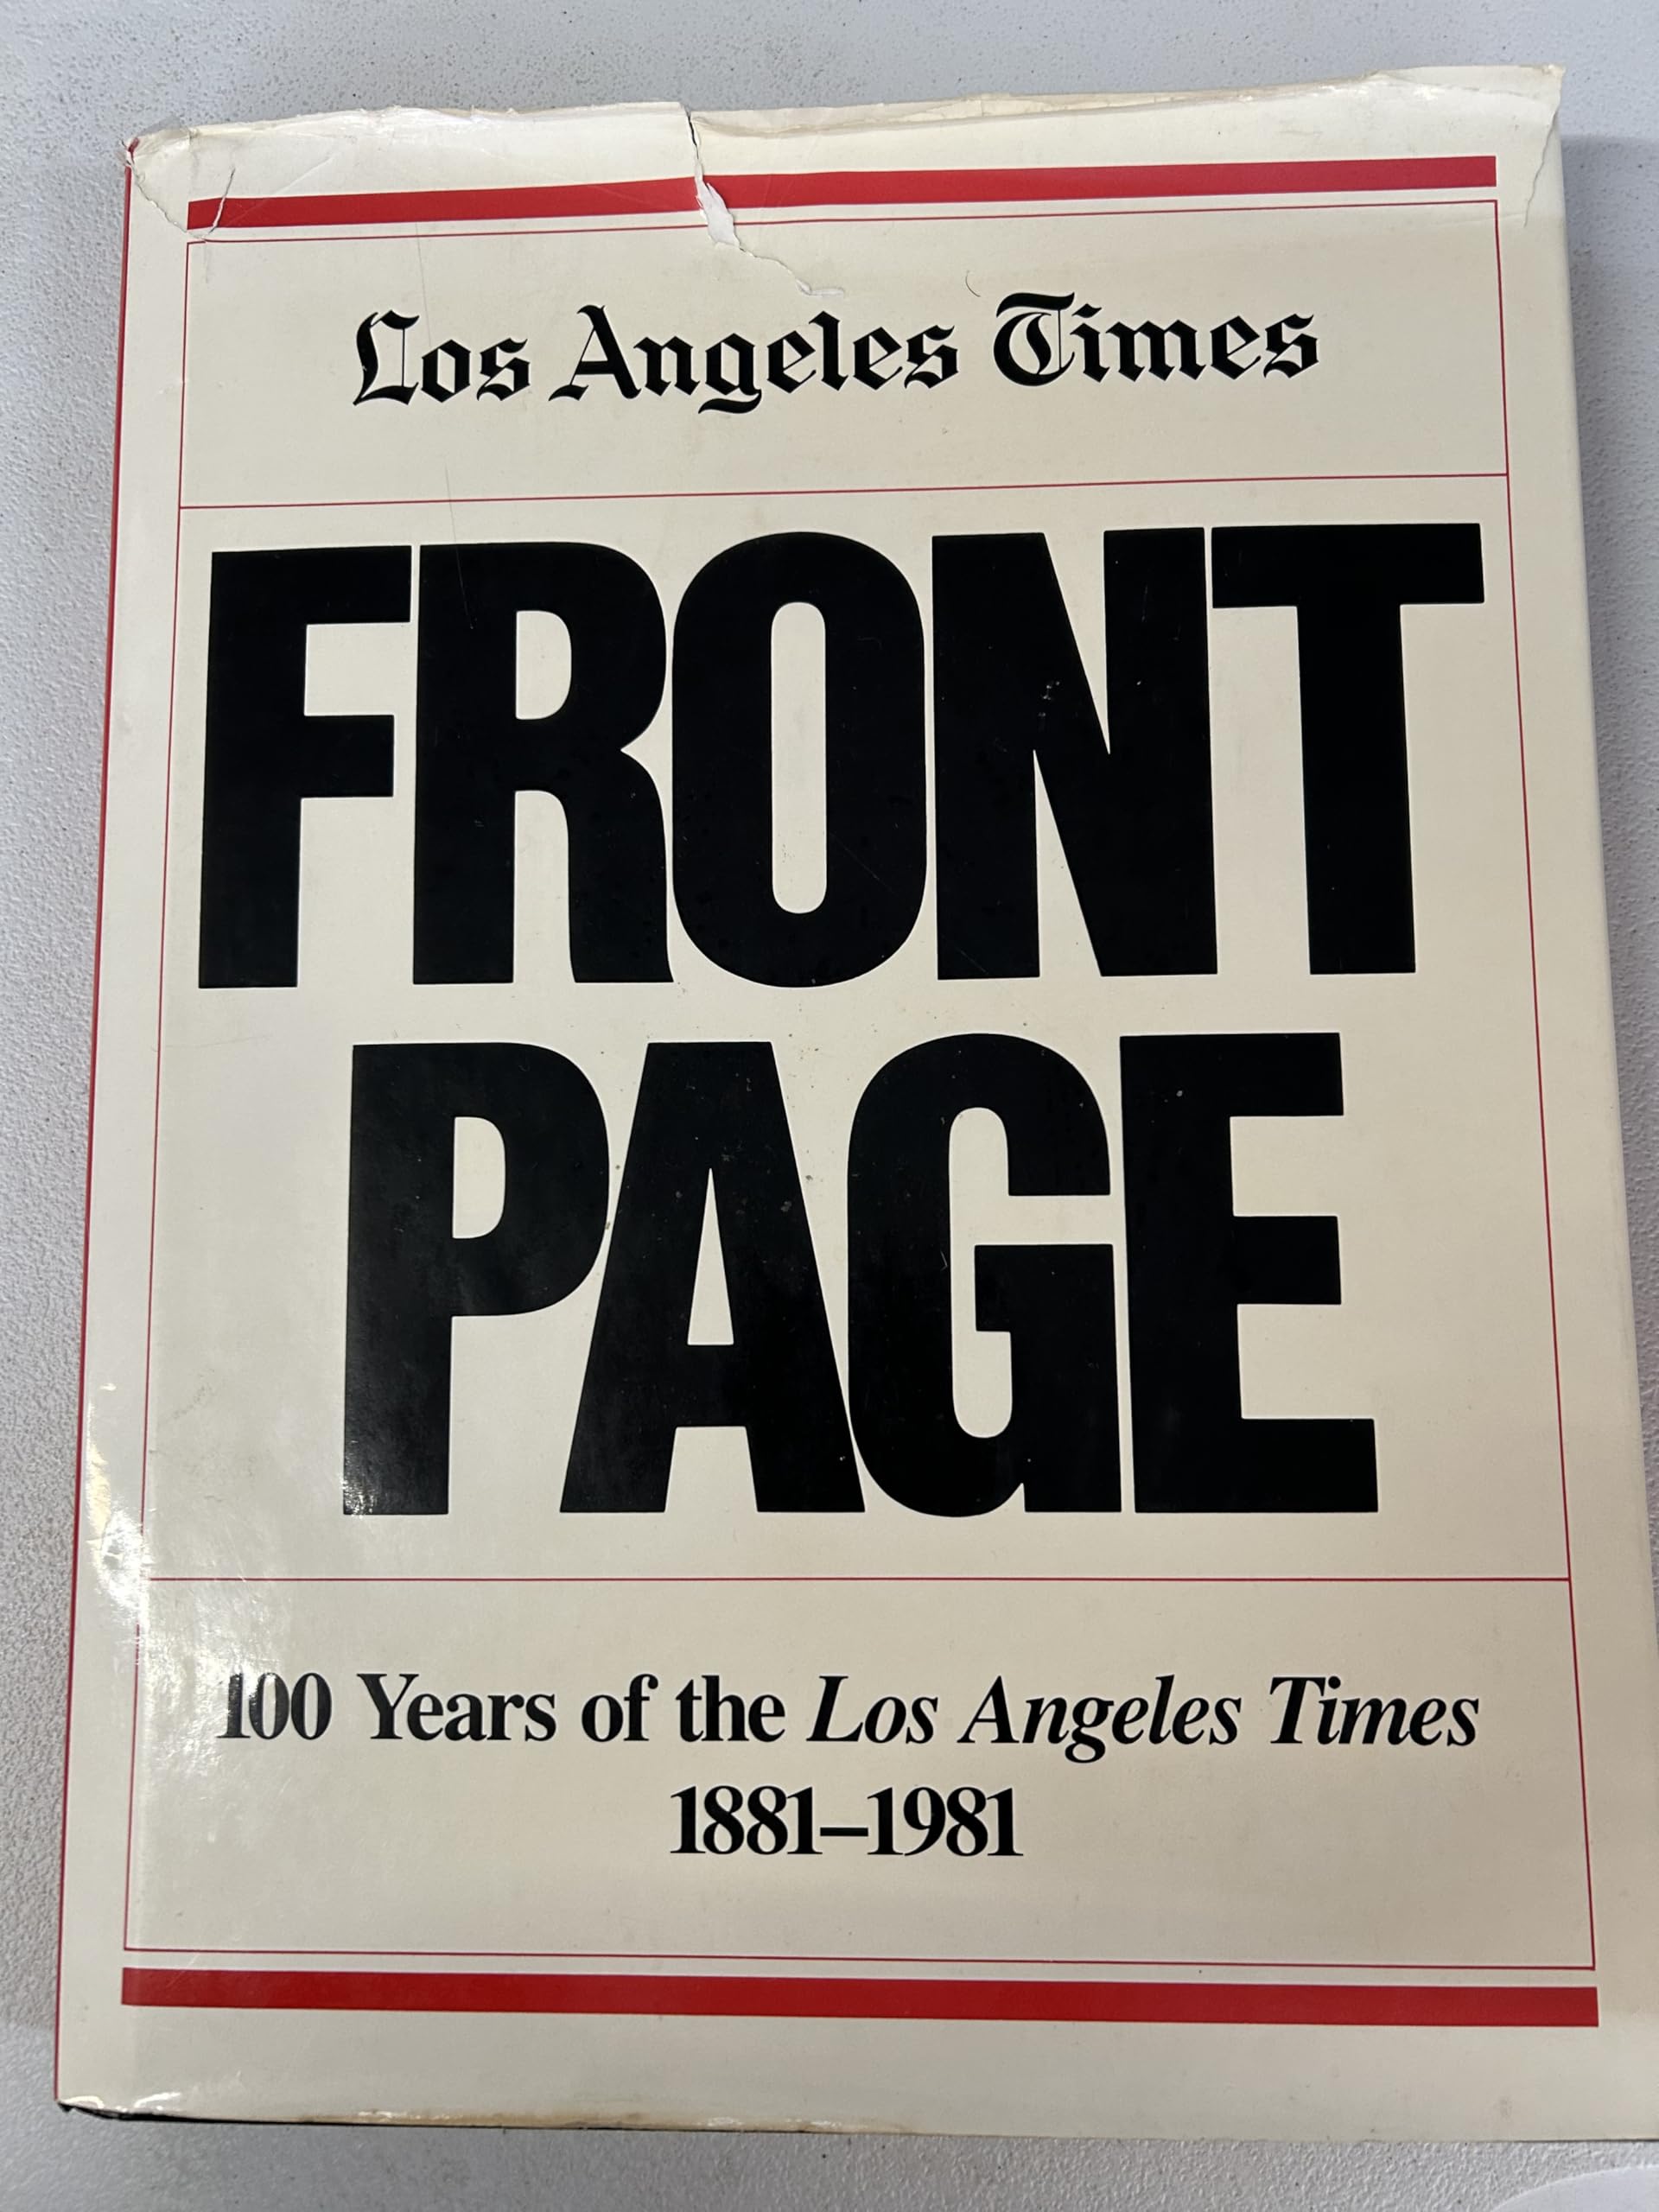 Los Angeles Times
FRONT
PAGE
100 Years of the Los Angeles Times
1881–1981